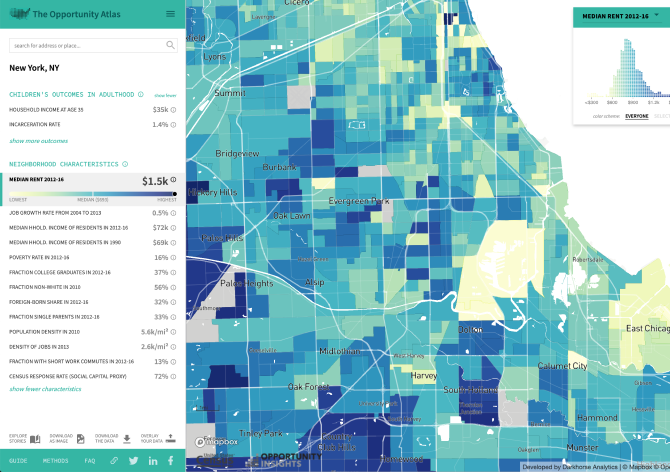 The Opportunity Atlas
search for address or place...
New York, NY
CHILDREN'S OUTCOMES IN ADULTHOOD
show fewer
HOUSEHOLD INCOME AT AGE 35 $35k
INCARCERATION RATE 1.4%
show more outcomes
NEIGHBORHOOD CHARACTERISTICS
MEDIAN RENT 2012-16 $1.5k
LOWEST MEDIAN ($993) HIGHEST
JOB GROWTH RATE FROM 2004 TO 2013 0.5%
MEDIAN HHOLD. INCOME OF RESIDENTS IN 2012-16 $72k
MEDIAN HHOLD. INCOME OF RESIDENTS IN 1990 $69k
POVERTY RATE IN 2012-16 16%
FRACTION COLLEGE GRADUATES IN 2012-16 37%
FRACTION NON-WHITE IN 2010 56%
FOREIGN-BORN SHARE IN 2012-16 32%
FRACTION SINGLE PARENTS IN 2012-16 33%
POPULATION DENSITY IN 2010 5.6k/mi²
DENSITY OF JOBS IN 2013 2.6k/mi²
FRACTION WITH SHORT WORK COMMUTES IN 2012-16 13%
CENSUS RESPONSE RATE (SOCIAL CAPITAL PROXY) 72%
show fewer characteristics
EXPLORE STORIES
DOWNLOAD AS IMAGE
DOWNLOAD THE DATA
OVERLAY YOUR DATA
GUIDE METHODS FAQ
Cicero
Lyons
Summit
Bridgeview
Burbank
Hickory Hills
Evergreen Park
Oak Lawn
Palos Hills
Palos Heights
Alsip
Robertsdale
Dolton
East Chicag
Midlothian
West Harvey
Harvey
Calumet City
Oak Forest
South Holland
Hammond
Tinley Park
Country Club Hills
Homewood
Munster
mapbox
OPPORTUNITY
INSIGHTS
MEDIAN RENT 2012-16
<$300 $600 $900 $1.2k
color scheme: EVERYONE
Developed by Darkhorse Analytics | © Mapbox © Op